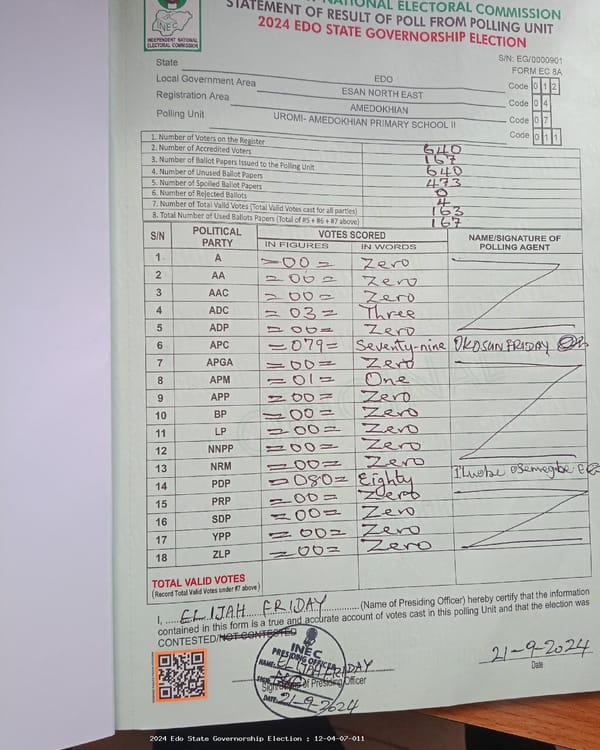 NATIONAL ELECTORAL COMMISSION
STATEMENT OF RESULT OF POLL FROM POLLING UNIT
2024 EDO STATE GOVERNORSHIP ELECTION
INEC
INDEPENDENT NATIONAL
ELECTORAL COMMISSION
S/N: EG/0000901
FORM EC 8A
State EDO Code 0 1 2
Local Government Area ESAN NORTH EAST Code 0 4
Registration Area AMEDOKHIAN Code 0 7
Polling Unit UROMI- AMEDOKHIAN PRIMARY SCHOOL II Code 0 1 1
1. Number of Voters on the Register 640
2. Number of Accredited Voters 167
3. Number of Ballot Papers Issued to the Polling Unit 640
4. Number of Unused Ballot Papers 473
5. Number of Spoiled Ballot Papers 0
6. Number of Rejected Ballots 4
7. Number of Total Valid Votes (Total Valid Votes cast for all parties) 163
8. Total Number of Used Ballots Papers (Total of #5 + #6 + #7 above) 167
S/N POLITICAL PARTY VOTES SCORED NAME/SIGNATURE OF POLLING AGENT
IN FIGURES IN WORDS
1 A =00= Zero
2 AA =00= Zero
3 AAC =00= Zero
4 ADC =03= Three
5 ADP =00= Zero
6 APC =079= Seventy-nine OKOSUN FRIDAY
7 APGA =00= Zero
8 APM =01= One
9 APP =00= Zero
10 BP =00= Zero
11 LP =00= Zero
12 NNPP =00= Zero
13 NRM =00= Zero
14 PDP =080= Eighty
15 PRP =00= Zero
16 SDP =00= Zero
17 YPP =00= Zero
18 ZLP =00= Zero
TOTAL VALID VOTES
(Record Total Valid Votes under #7 above)
I, ELIJAH FRIDAY (Name of Presiding Officer) hereby certify that the information
contained in this form is a true and accurate account of votes cast in this polling Unit and that the election was
CONTESTED/NOT CONTESTED
INEC
PRESIDING OFFICER
NAME: ELIJAH FRIDAY
SIGN
DATE: 21-9-2024
Signature of Presiding Officer
21-9-2024
Date
2024 Edo State Governorship Election : 12-04-07-011